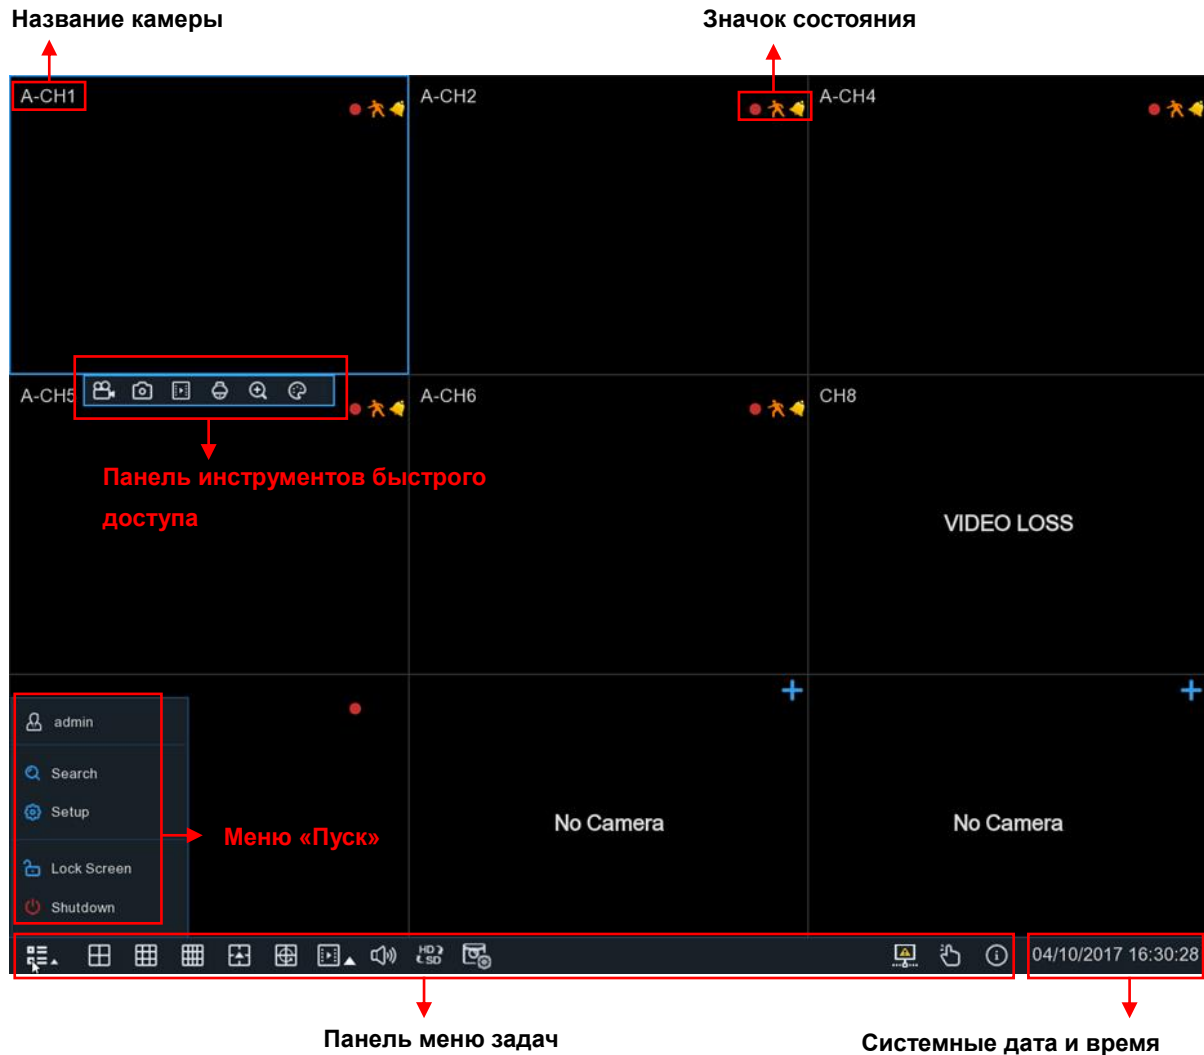 Название камеры
Значок состояния
A-CH1
A-CH2
A-CH4
A-CH5
A-CH6
CH8
Панель инструментов быстрого
доступа
VIDEO LOSS
admin
Search
Setup
Меню «Пуск»
No Camera
No Camera
Lock Screen
Shutdown
HD
SD
04/10/2017 16:30:28
Панель меню задач
Системные дата и время